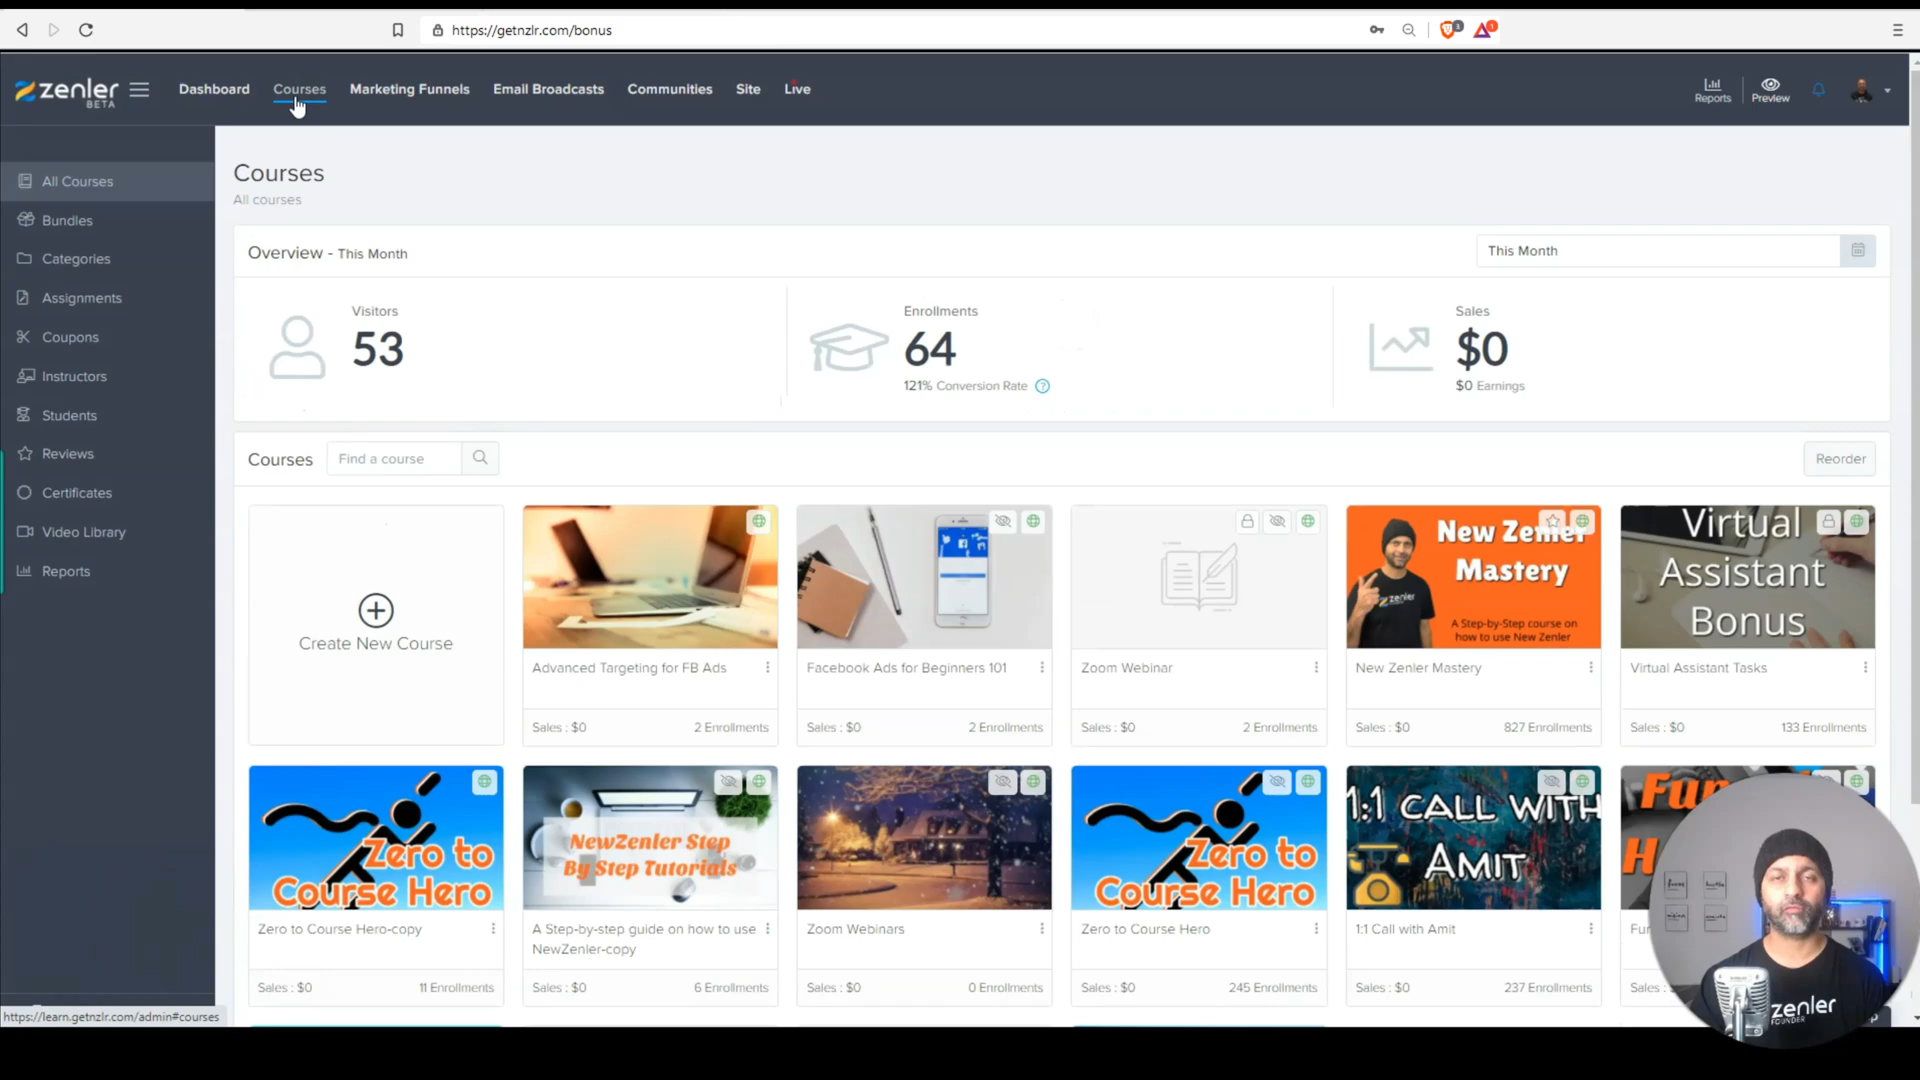 https://getnzlr.com/bonus
3
1
zenler
BETA
Dashboard
Courses
Marketing Funnels
Email Broadcasts
Communities
Site
Live
Reports
Preview
All Courses
Bundles
Categories
Assignments
Coupons
Instructors
Students
Reviews
Certificates
Video Library
Reports
Courses
All courses
Overview - This Month
This Month
Visitors
53
Enrollments
64
121% Conversion Rate ?
Sales
$0
$0 Earnings
Courses
Find a course
Reorder
Create New Course
Advanced Targeting for FB Ads
Sales : $0
2 Enrollments
Facebook Ads for Beginners 101
Sales : $0
2 Enrollments
Zoom Webinar
Sales : $0
2 Enrollments
New Zenler
Mastery
A Step-by-Step course on
how to use New Zenler
zenler
New Zenler Mastery
Sales : $0
827 Enrollments
Virtual
Assistant
Bonus
Virtual Assistant Tasks
Sales : $0
133 Enrollments
Zero to
Course Hero
Zero to Course Hero-copy
Sales : $0
11 Enrollments
NewZenler Step
By Step Tutorials
A Step-by-step guide on how to use
NewZenler-copy
Sales : $0
6 Enrollments
Zoom Webinars
Sales : $0
0 Enrollments
Zero to
Course Hero
Zero to Course Hero
Sales : $0
245 Enrollments
1:1 CALL WITH
AMIT
1:1 Call with Amit
Sales : $0
237 Enrollments
Fu
H
Fu
Sales :
zenler
FOUNDER
https://learn.getnzlr.com/admin#courses